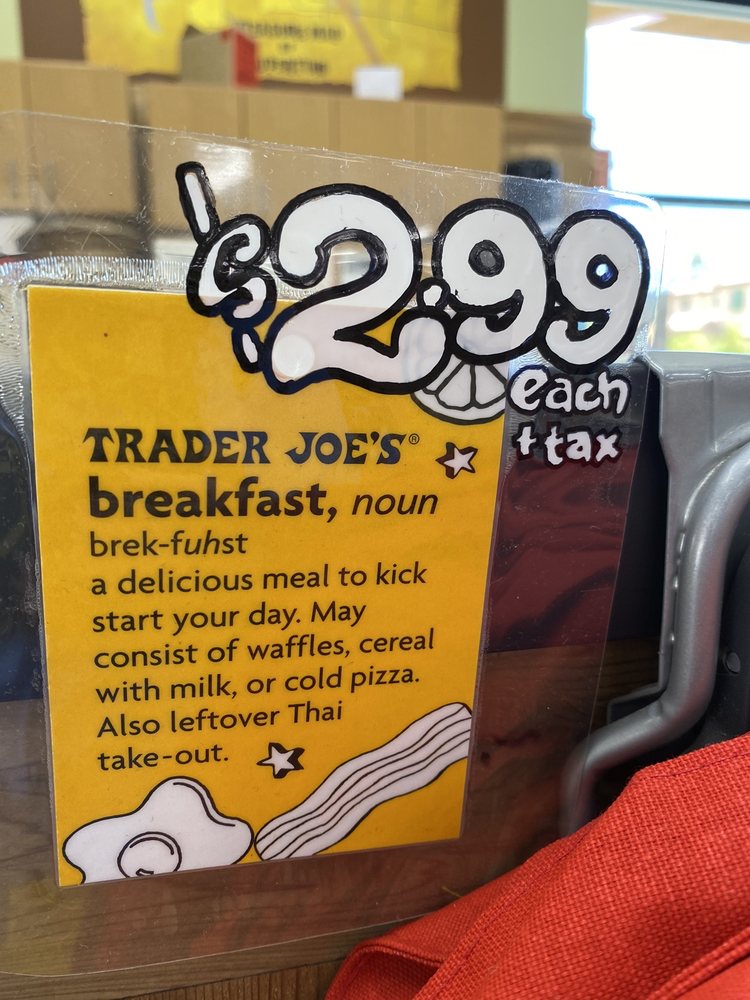 $2.99
each
+ tax
TRADER JOE'S®
breakfast, noun
brek-fuhst
a delicious meal to kick
start your day. May
consist of waffles, cereal
with milk, or cold pizza.
Also leftover Thai
take-out.